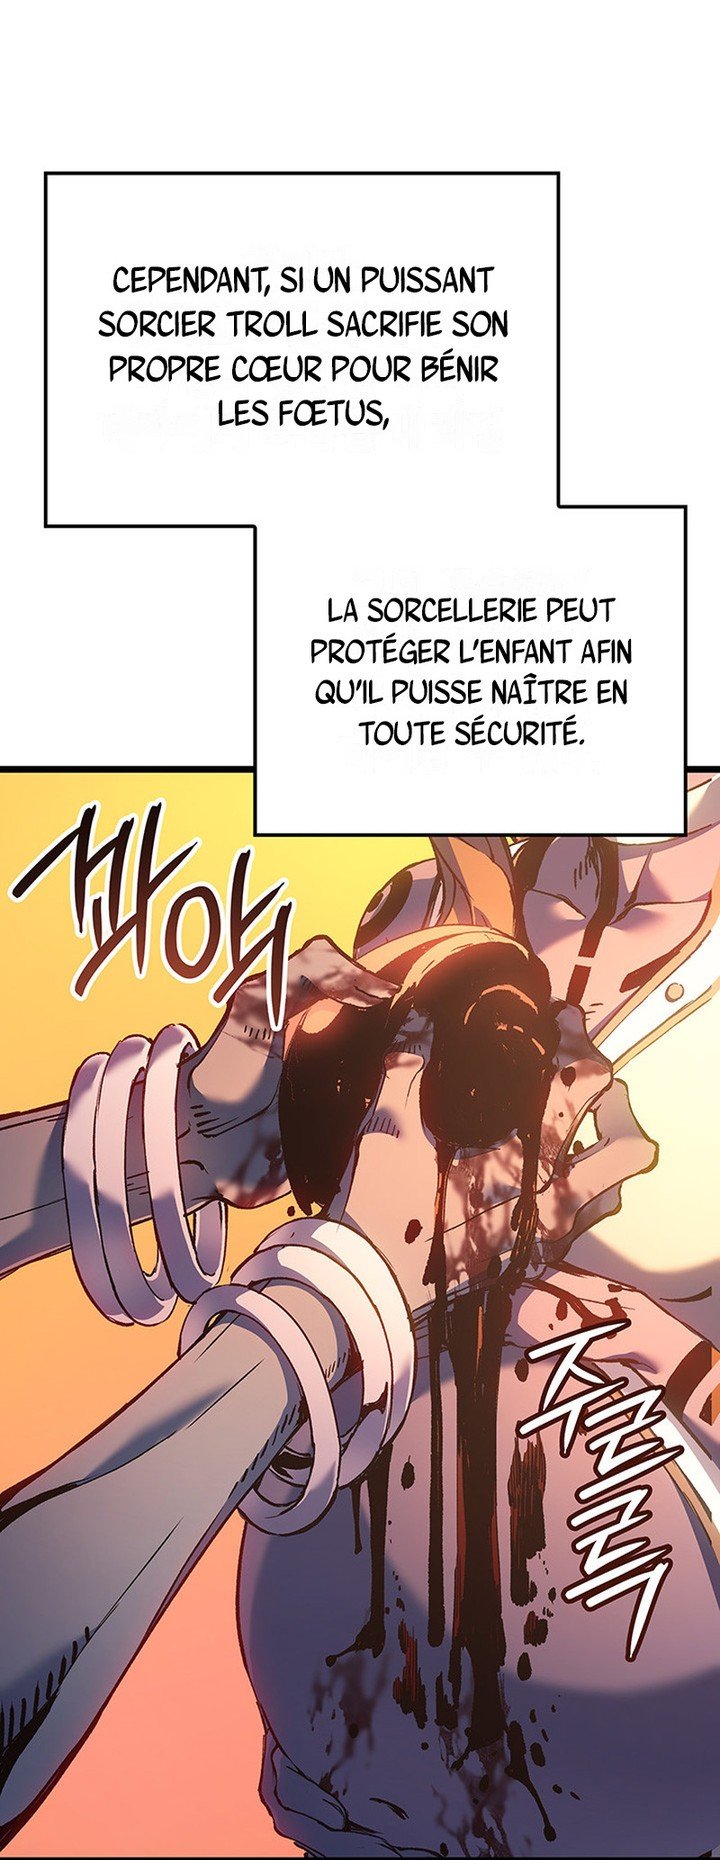 CEPENDANT, SI UN PUISSANT
SORCIER TROLL SACRIFIE SON
PROPRE CŒUR POUR BÉNIR
LES FŒTUS,
LA SORCELLERIE PEUT
PROTÉGER L'ENFANT AFIN
QU'IL PUISSE NAÎTRE EN
TOUTE SÉCURITÉ.
콰악
주르륵